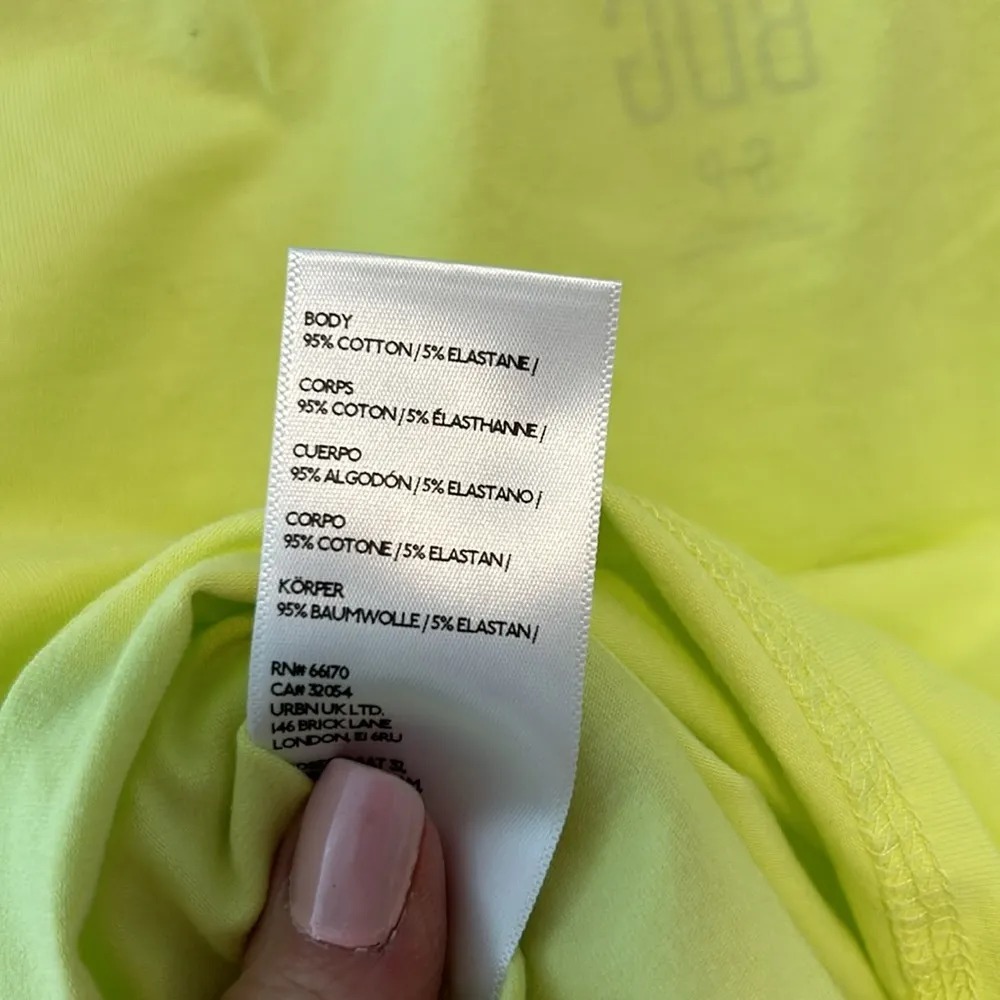 BDG
S-P
BODY
95% COTTON / 5% ELASTANE /
CORPS
95% COTON / 5% ÉLASTHANNE /
CUERPO
95% ALGODÓN / 5% ELASTANO /
CORPO
95% COTONE / 5% ELASTAN /
KÖRPER
95% BAUMWOLLE / 5% ELASTAN /
RN# 66170
CA# 32054
URBN UK LTD.
146 BRICK LANE
LONDON, E1 6RU